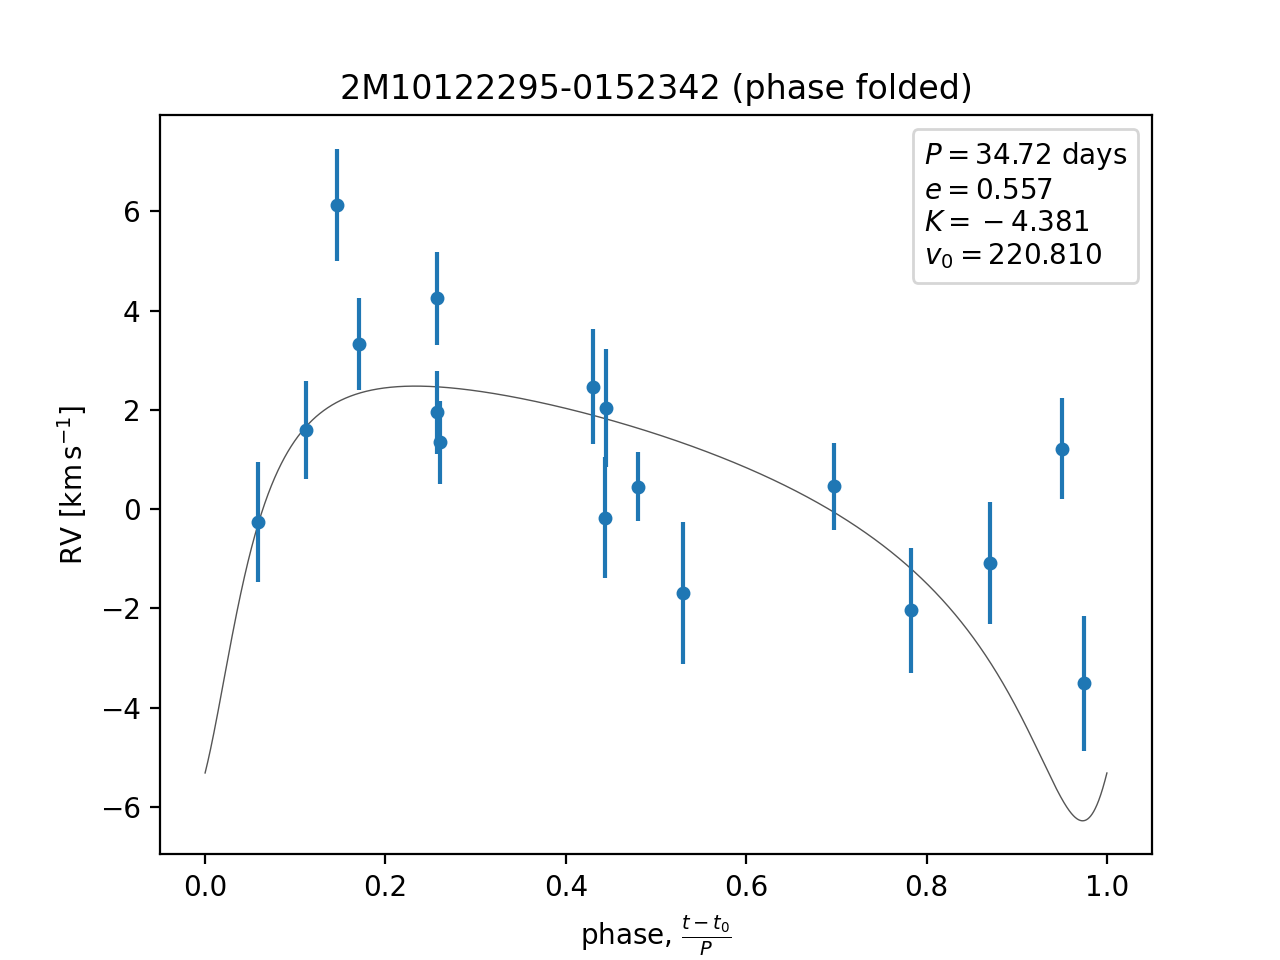 2M10122295-0152342 (phase folded)
P = 34.72 days
e = 0.557
K = −4.381
v₀ = 220.810
RV [km s⁻¹]
6
4
2
0
−2
−4
−6
0.0 0.2 0.4 0.6 0.8 1.0
phase, (t − t₀)/P